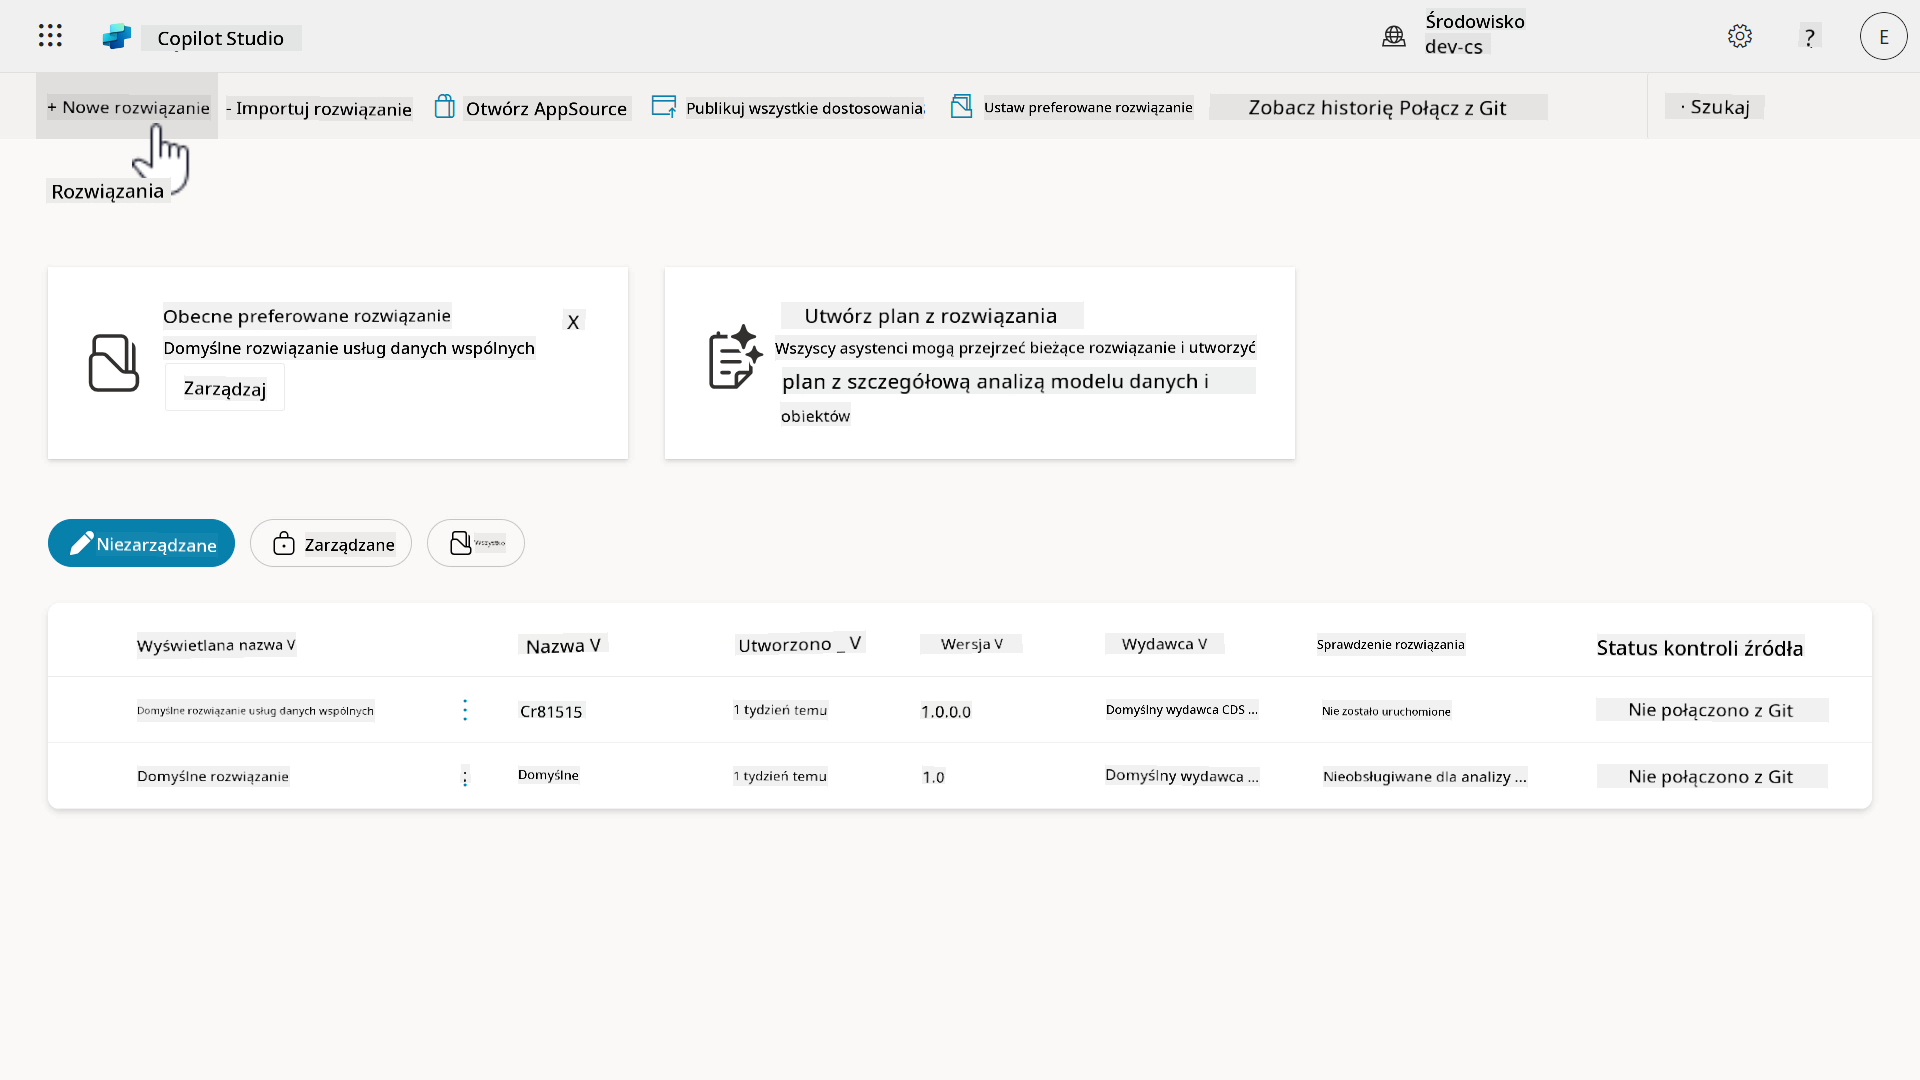 Copilot Studio
Środowisko
dev-cs
?
E
+ Nowe rozwiązanie
- Importuj rozwiązanie
Otwórz AppSource
Publikuj wszystkie dostosowania
Ustaw preferowane rozwiązanie
Zobacz historię Połącz z Git
· Szukaj
Rozwiązania
Obecne preferowane rozwiązanie
X
Domyślne rozwiązanie usług danych wspólnych
Zarządzaj
Utwórz plan z rozwiązania
Wszyscy asystenci mogą przejrzeć bieżące rozwiązanie i utworzyć
plan z szczegółową analizą modelu danych i
obiektów
Niezarządzane
Zarządzane
Wszystkie
Wyświetlana nazwa V
Nazwa V
Utworzono _ V
Wersja V
Wydawca V
Sprawdzenie rozwiązania
Status kontroli źródła
Domyślne rozwiązanie usług danych wspólnych
Cr81515
1 tydzień temu
1.0.0.0
Domyślny wydawca CDS ...
Nie zostało uruchomione
Nie połączono z Git
Domyślne rozwiązanie
Domyślne
1 tydzień temu
1.0
Domyślny wydawca ...
Nieobsługiwane dla analizy ...
Nie połączono z Git